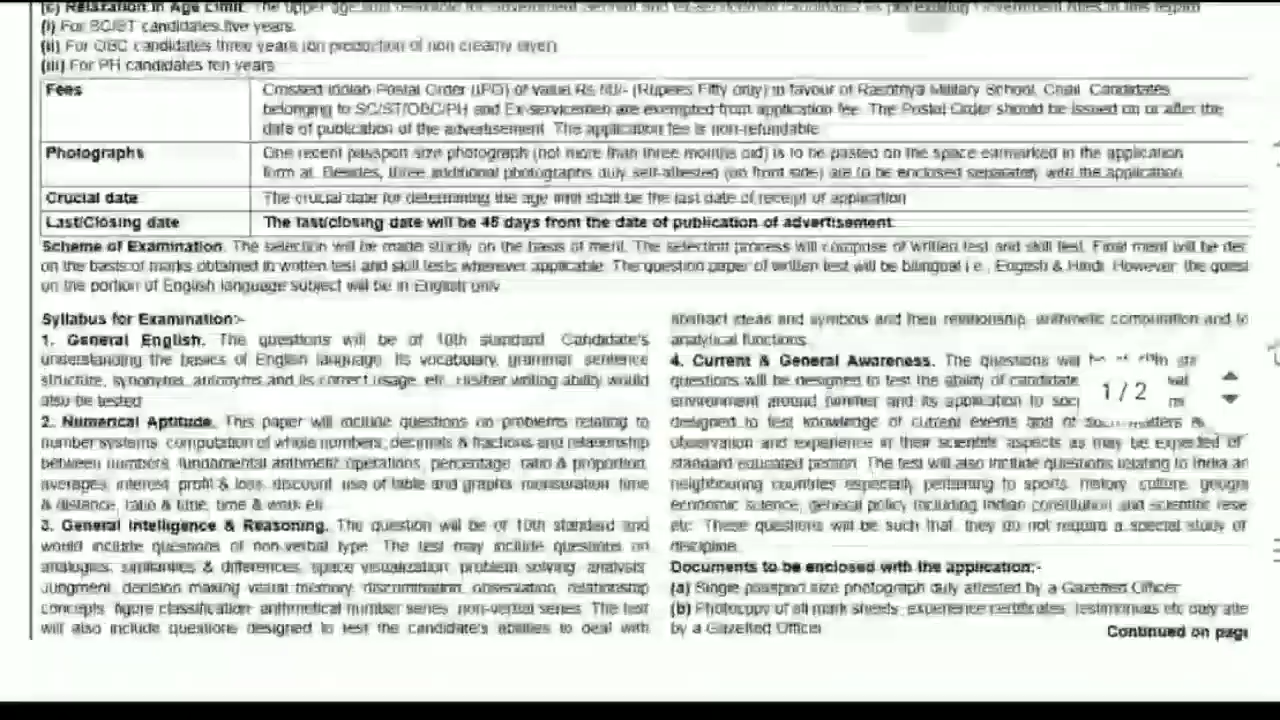 (c) Relaxation in Age Limit.
(i) For SC/ST candidates five years.
(ii) For OBC candidates three years (on production of non creamy layer)
(iii) For PH candidates ten years
Fees
Crossed Indian Postal Order (IPO) of value Rs 50/- (Rupees Fifty only) in favour of Rashtriya Military School, Chail. Candidates
belonging to SC/ST/OBC/PH and Ex-servicemen are exempted from application fee. The Postal Order should be issued on or after the
date of publication of the advertisement. The application fee is non-refundable
Photographs
One recent passport size photograph (not more than three months old) is to be pasted on the space earmarked in the application
form at. Besides, three additional photographs duly self-attested (on front side) are to be enclosed separately with the application
Crucial date
The crucial date for determining the age limit shall be the last date of receipt of application
Last/Closing date
The last/closing date will be 45 days from the date of publication of advertisement
Scheme of Examination. The selection will be made strictly on the basis of merit. The selection process will compose of written test and skill test. Final merit will be dec
on the basis of marks obtained in written test and skill tests wherever applicable. The question paper of written test will be bilingual i.e., English & Hindi. However, the quest
on the portion of English language subject will be in English only
Syllabus for Examination:-
1. General English. The questions will be of 10th standard. Candidate's
understanding the basics of English language, its vocabulary, grammar, sentence
structure, synonyms, antonyms and its correct usage, etc. His/her writing ability would
also be tested
2. Numerical Aptitude. This paper will include questions on problems relating to
number systems, computation of whole numbers, decimals & fractions and relationship
between numbers, fundamental arithmetic operations, percentage, ratio & proportion,
averages, interest, profit & loss, discount, use of table and graphs, mensuration, time
& distance, ratio & time, time & work etc
3. General Intelligence & Reasoning. The question will be of 10th standard and
would include questions of non-verbal type. The test may include questions on
analogies, similarities & differences, space visualization, problem solving, analysis,
Judgment, decision making, visual memory, discrimination, observation, relationship
concepts, figure classification, arithmetical number series, non-verbal series. The test
will also include questions designed to test the candidate's abilities to deal with
abstract ideas and symbols and their relationship, arithmetic computation and
analytical functions.
4. Current & General Awareness. The questions will
questions will be designed to test the ability of candidate
environment around him/her and its application to soc
designed to test knowledge of current events and of
observation and experience in their scientific aspects as may be expected of
standard educated person. The test will also include questions relating to India an
neighbouring countries especially pertaining to sports, history, culture, geogra
economic science, general policy including Indian constitution and scientific rese
etc. These questions will be such that, they do not require a special study of
discipline.
1 / 2
Documents to be enclosed with the application:-
(a) Single passport size photograph duly attested by a Gazetted Officer
(b) Photocopy of all mark sheets, experience certificates, testimonials etc duly atte
by a Gazetted Officer
Continued on page